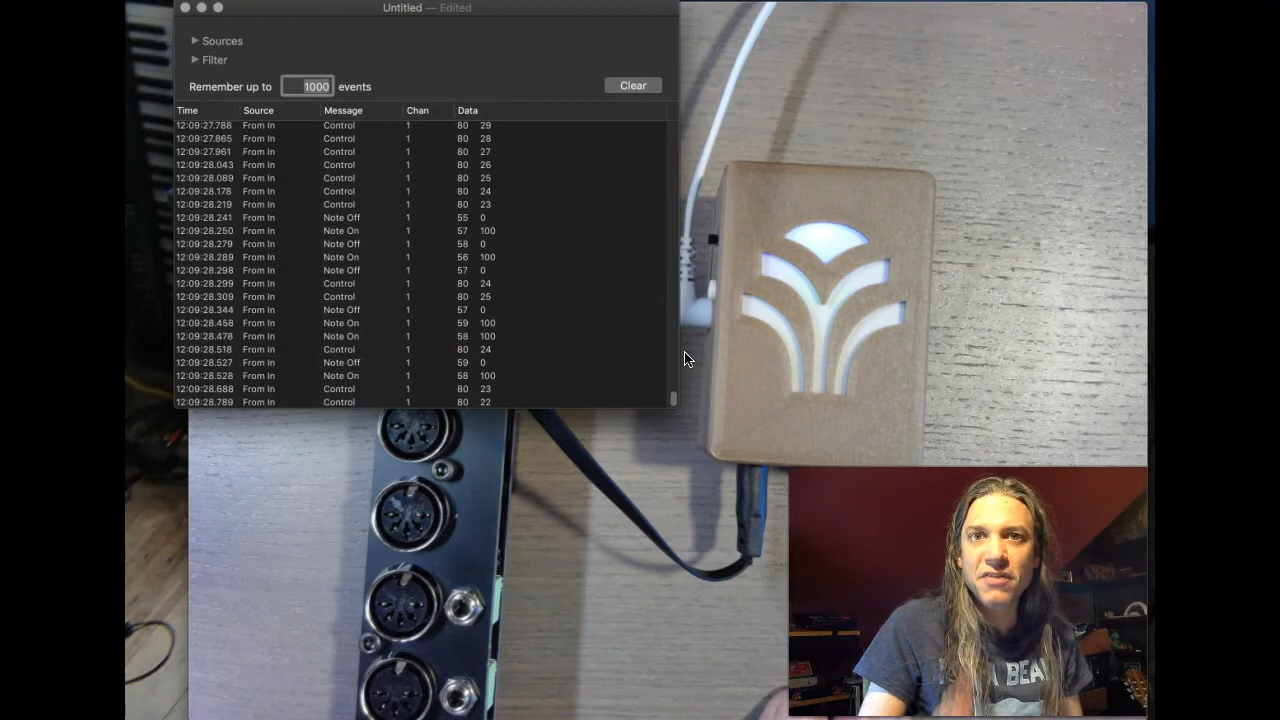 Untitled — Edited
Sources
Filter
Remember up to 1000 events Clear
Time Source Message Chan Data
12:09:27.788 From In Control 1 80 29
12:09:27.865 From In Control 1 80 28
12:09:27.961 From In Control 1 80 27
12:09:28.043 From In Control 1 80 26
12:09:28.089 From In Control 1 80 25
12:09:28.178 From In Control 1 80 24
12:09:28.219 From In Control 1 80 23
12:09:28.241 From In Note Off 1 55 0
12:09:28.250 From In Note On 1 57 100
12:09:28.279 From In Note Off 1 58 0
12:09:28.289 From In Note On 1 56 100
12:09:28.298 From In Note Off 1 57 0
12:09:28.299 From In Control 1 80 24
12:09:28.309 From In Control 1 80 25
12:09:28.344 From In Note Off 1 57 0
12:09:28.458 From In Note On 1 59 100
12:09:28.478 From In Note On 1 58 100
12:09:28.518 From In Control 1 80 24
12:09:28.527 From In Note Off 1 59 0
12:09:28.528 From In Note On 1 58 100
12:09:28.688 From In Control 1 80 23
12:09:28.789 From In Control 1 80 22